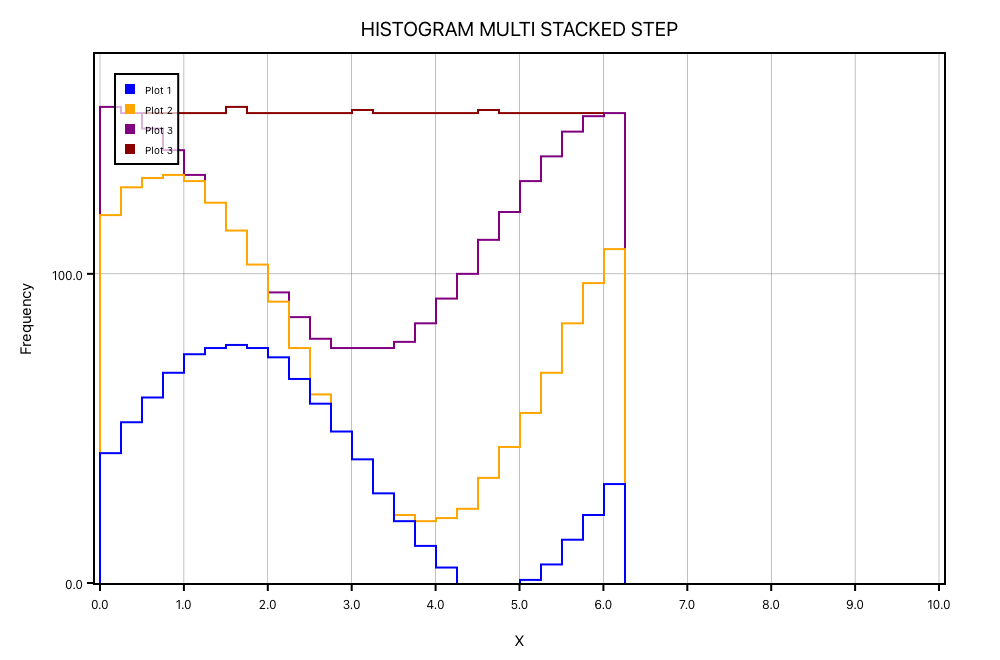 HISTOGRAM MULTI STACKED STEP
Plot 1
Plot 2
Plot 3
Plot 3
100.0
0.0
Frequency
0.0 1.0 2.0 3.0 4.0 5.0 6.0 7.0 8.0 9.0 10.0
X